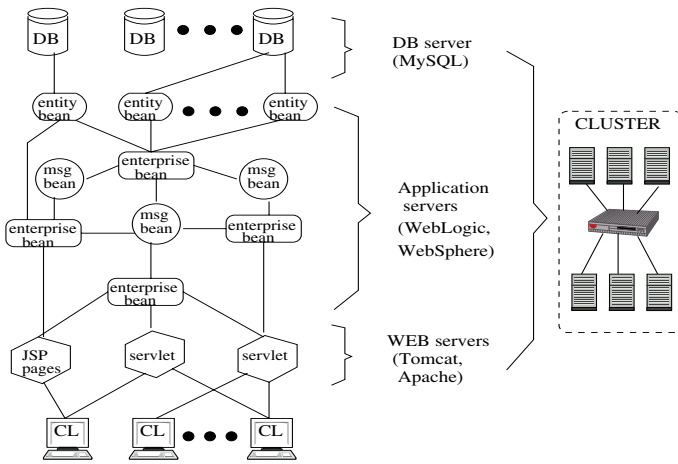 DB
DB
DB server
(MySQL)
entity
bean
entity
bean
entity
bean
CLUSTER
enterprise
bean
msg
bean
msg
bean
Application
servers
(WebLogic,
WebSphere)
enterprise
bean
msg
bean
enterprise
bean
enterprise
bean
WEB servers
(Tomcat,
Apache)
JSP
pages
servlet
servlet
CL
CL
CL